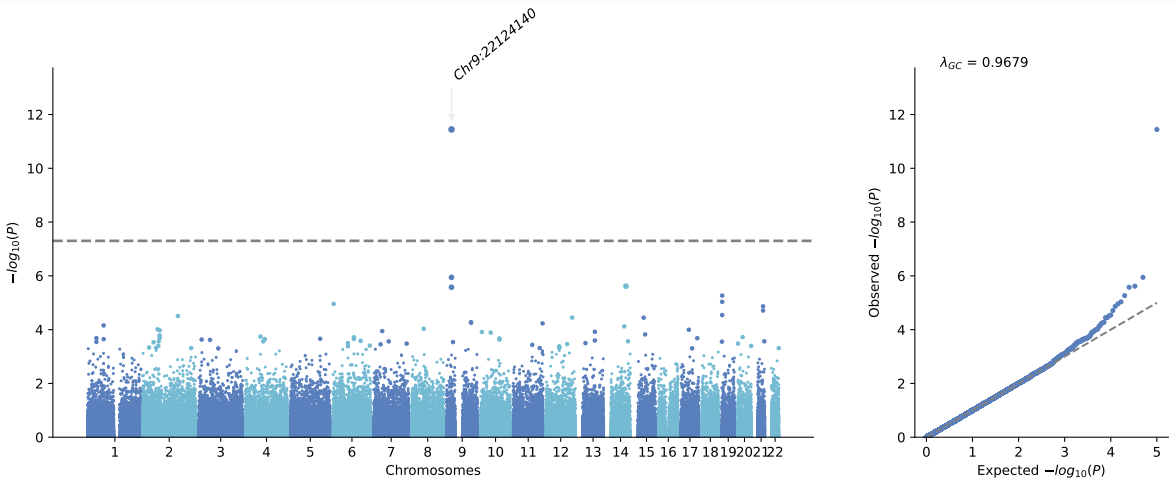 Chr9:22124140
12
10
8
6
4
2
0
−log10(P)
1 2 3 4 5 6 7 8 9 10 11 12 13 14 15 16 17 18 19 20 21 22
Chromosomes
λGC = 0.9679
12
10
8
6
4
2
0
Observed −log10(P)
0 1 2 3 4 5
Expected −log10(P)